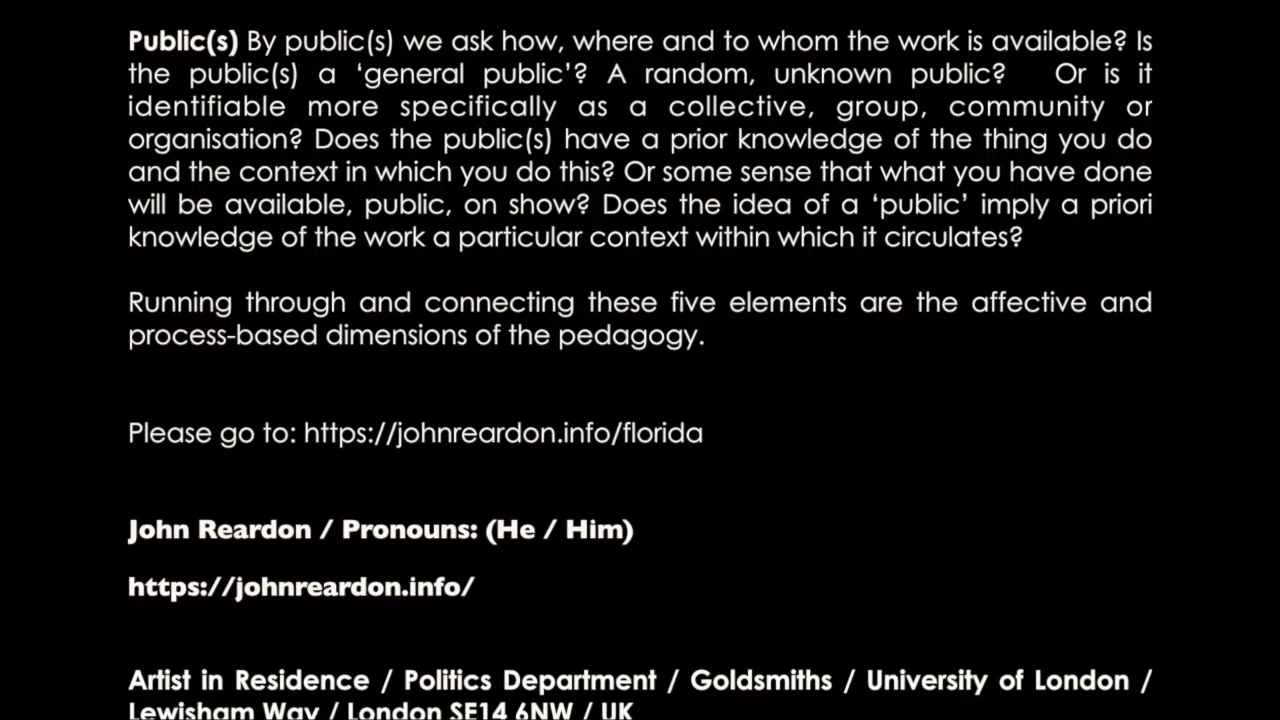 Public(s) By public(s) we ask how, where and to whom the work is available? Is
the public(s) a ‘general public’? A random, unknown public? Or is it
identifiable more specifically as a collective, group, community or
organisation? Does the public(s) have a prior knowledge of the thing you do
and the context in which you do this? Or some sense that what you have done
will be available, public, on show? Does the idea of a ‘public’ imply a priori
knowledge of the work a particular context within which it circulates?
Running through and connecting these five elements are the affective and
process-based dimensions of the pedagogy.
Please go to: https://johnreardon.info/florida
John Reardon / Pronouns: (He / Him)
https://johnreardon.info/
Artist in Residence / Politics Department / Goldsmiths / University of London /
Lewisham Way / London SE14 6NW / UK